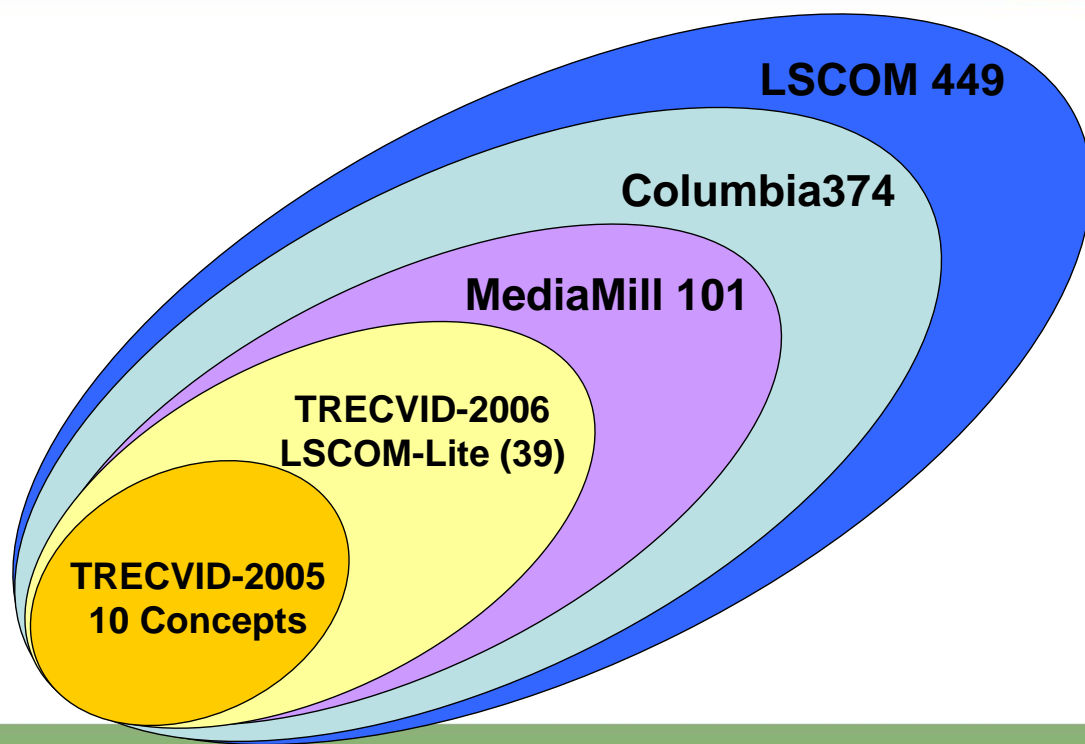 LSCOM 449
Columbia374
MediaMill 101
TRECVID-2006
LSCOM-Lite (39)
TRECVID-2005
10 Concepts